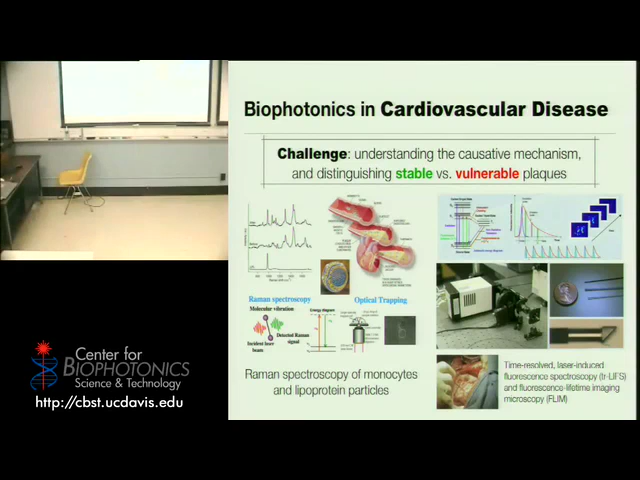 Biophotonics in Cardiovascular Disease
Challenge: understanding the causative mechanism,
and distinguishing stable vs. vulnerable plaques
Raman spectroscopy
Optical Trapping
Molecular vibration
Energy Diagram
Incident laser
beam
Detected Raman
signal
Raman spectroscopy of monocytes
and lipoprotein particles
Time-resolved, laser-induced
fluorescence spectroscopy (tr-LIFS)
and fluorescence-lifetime imaging
microscopy (FLIM)
Center for
BIOPHOTONICS
Science & Technology
http://cbst.ucdavis.edu